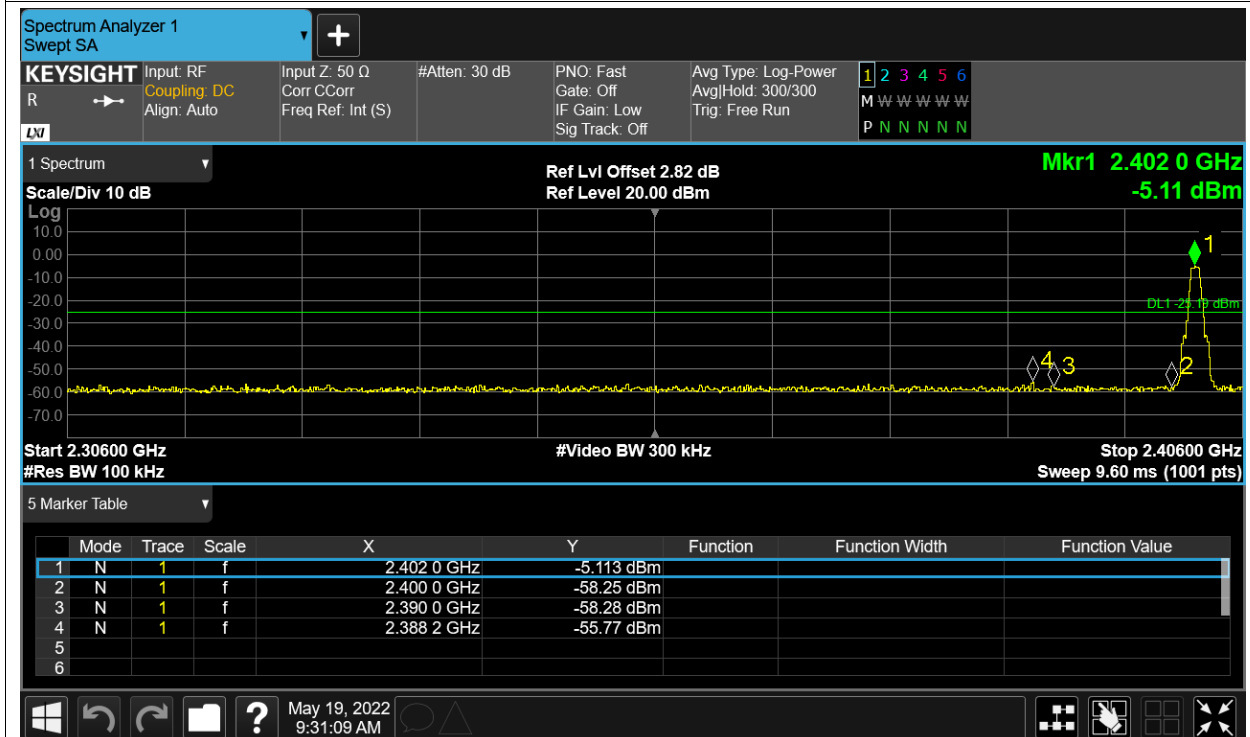 Spectrum Analyzer 1
Swept SA
+
KEYSIGHT Input: RF Input Z: 50 Ω #Atten: 30 dB PNO: Fast Avg Type: Log-Power 1 2 3 4 5 6
R Coupling: DC Corr CCorr Gate: Off Avg|Hold: 300/300 M W W W W W
Align: Auto Freq Ref: Int (S) IF Gain: Low Trig: Free Run
LXI Sig Track: Off P N N N N N
1 Spectrum Ref Lvl Offset 2.82 dB Mkr1 2.402 0 GHz
Scale/Div 10 dB Ref Level 20.00 dBm -5.11 dBm
Log
10.0
1
0.00
-10.0
-20.0
DL1 -25.19 dBm
-30.0
-40.0
4 3 2
-50.0
-60.0
-70.0
Start 2.30600 GHz #Video BW 300 kHz Stop 2.40600 GHz
#Res BW 100 kHz Sweep 9.60 ms (1001 pts)
5 Marker Table
Mode Trace Scale X Y Function Function Width Function Value
1 N 1 f 2.402 0 GHz -5.113 dBm
2 N 1 f 2.400 0 GHz -58.25 dBm
3 N 1 f 2.390 0 GHz -58.28 dBm
4 N 1 f 2.388 2 GHz -55.77 dBm
5
6
? May 19, 2022
9:31:09 AM